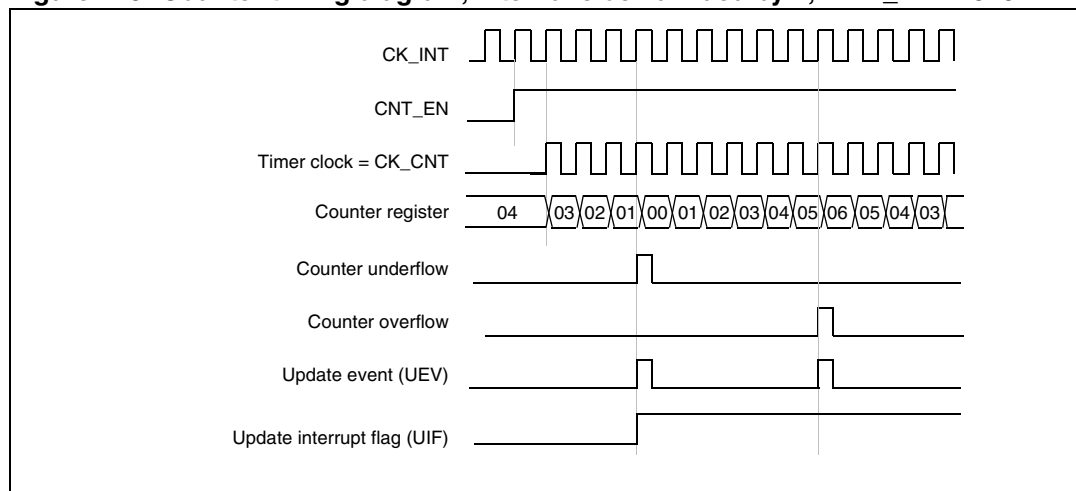 CK_INT
CNT_EN
Timer clock = CK_CNT
Counter register 04 03 02 01 00 01 02 03 04 05 06 05 04 03
Counter underflow
Counter overflow
Update event (UEV)
Update interrupt flag (UIF)